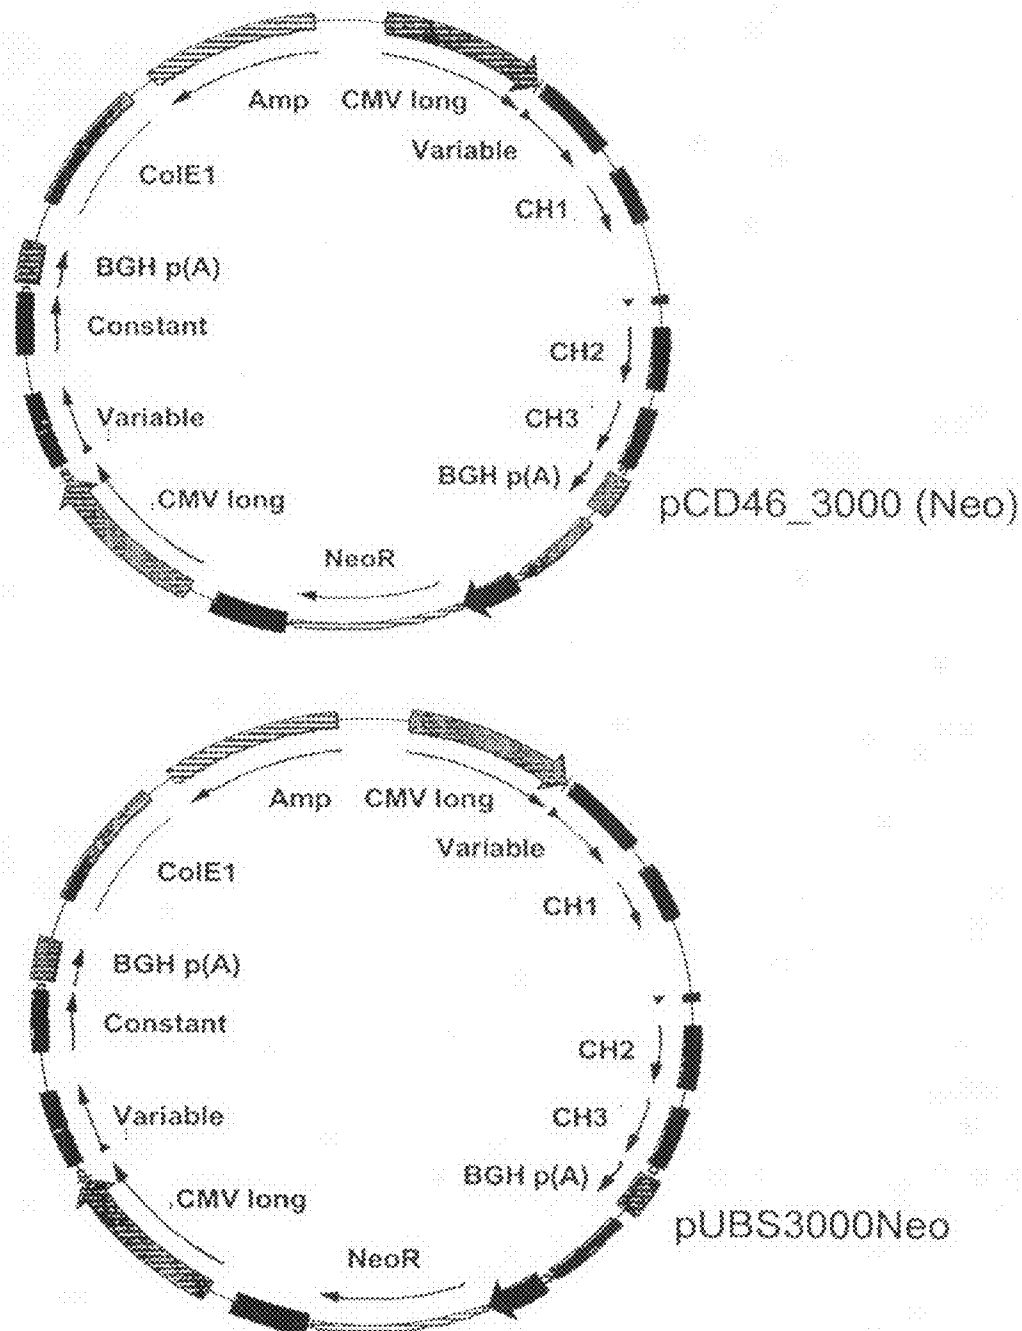 Amp CMV long
Variable
ColE1
CH1
BGH p(A)
Constant
CH2
Variable
CH3
BGH p(A)
CMV long
pCD46_3000 (Neo)
NeoR
Amp CMV long
Variable
ColE1
CH1
BGH p(A)
Constant
CH2
Variable
CH3
BGH p(A)
CMV long
pUBS3000Neo
NeoR